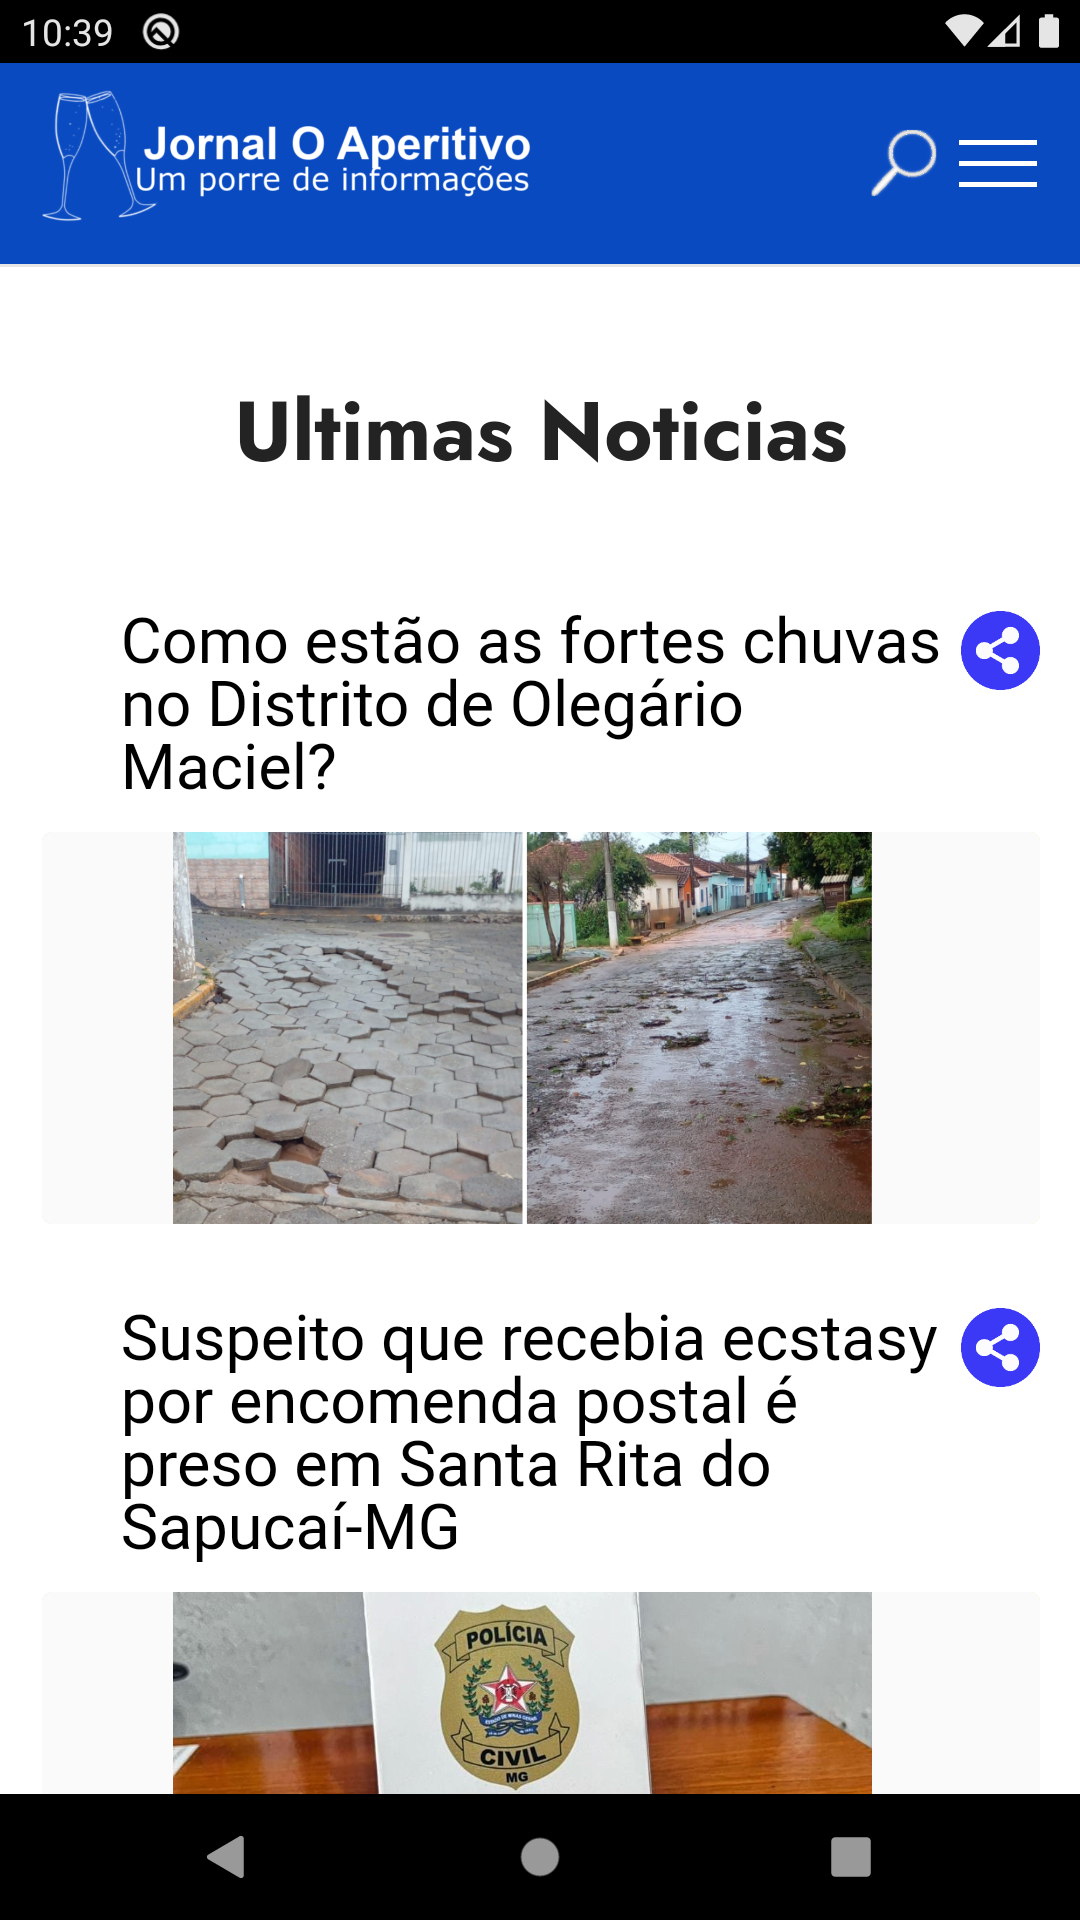 10:39
Jornal O Aperitivo
Um porre de informações
Ultimas Noticias
Como estão as fortes chuvas
no Distrito de Olegário
Maciel?
Suspeito que recebia ecstasy
por encomenda postal é
preso em Santa Rita do
Sapucaí-MG
POLÍCIA
CIVIL
MG